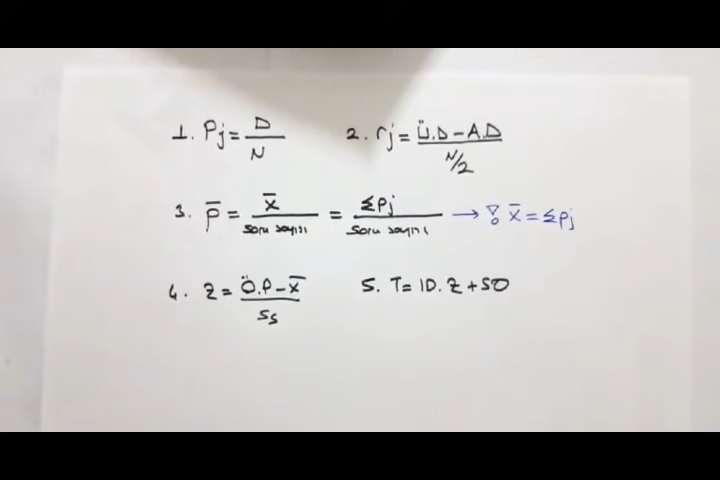 1. Pj = D / N    2. rj = Ü.D - A.D / N/2
3. p̄ = x̄ / soru sayısı = Σpj / soru sayısı → x̄ = Σpj
4. z = Ö.P - x̄ / ss    5. T = 10.z + 50